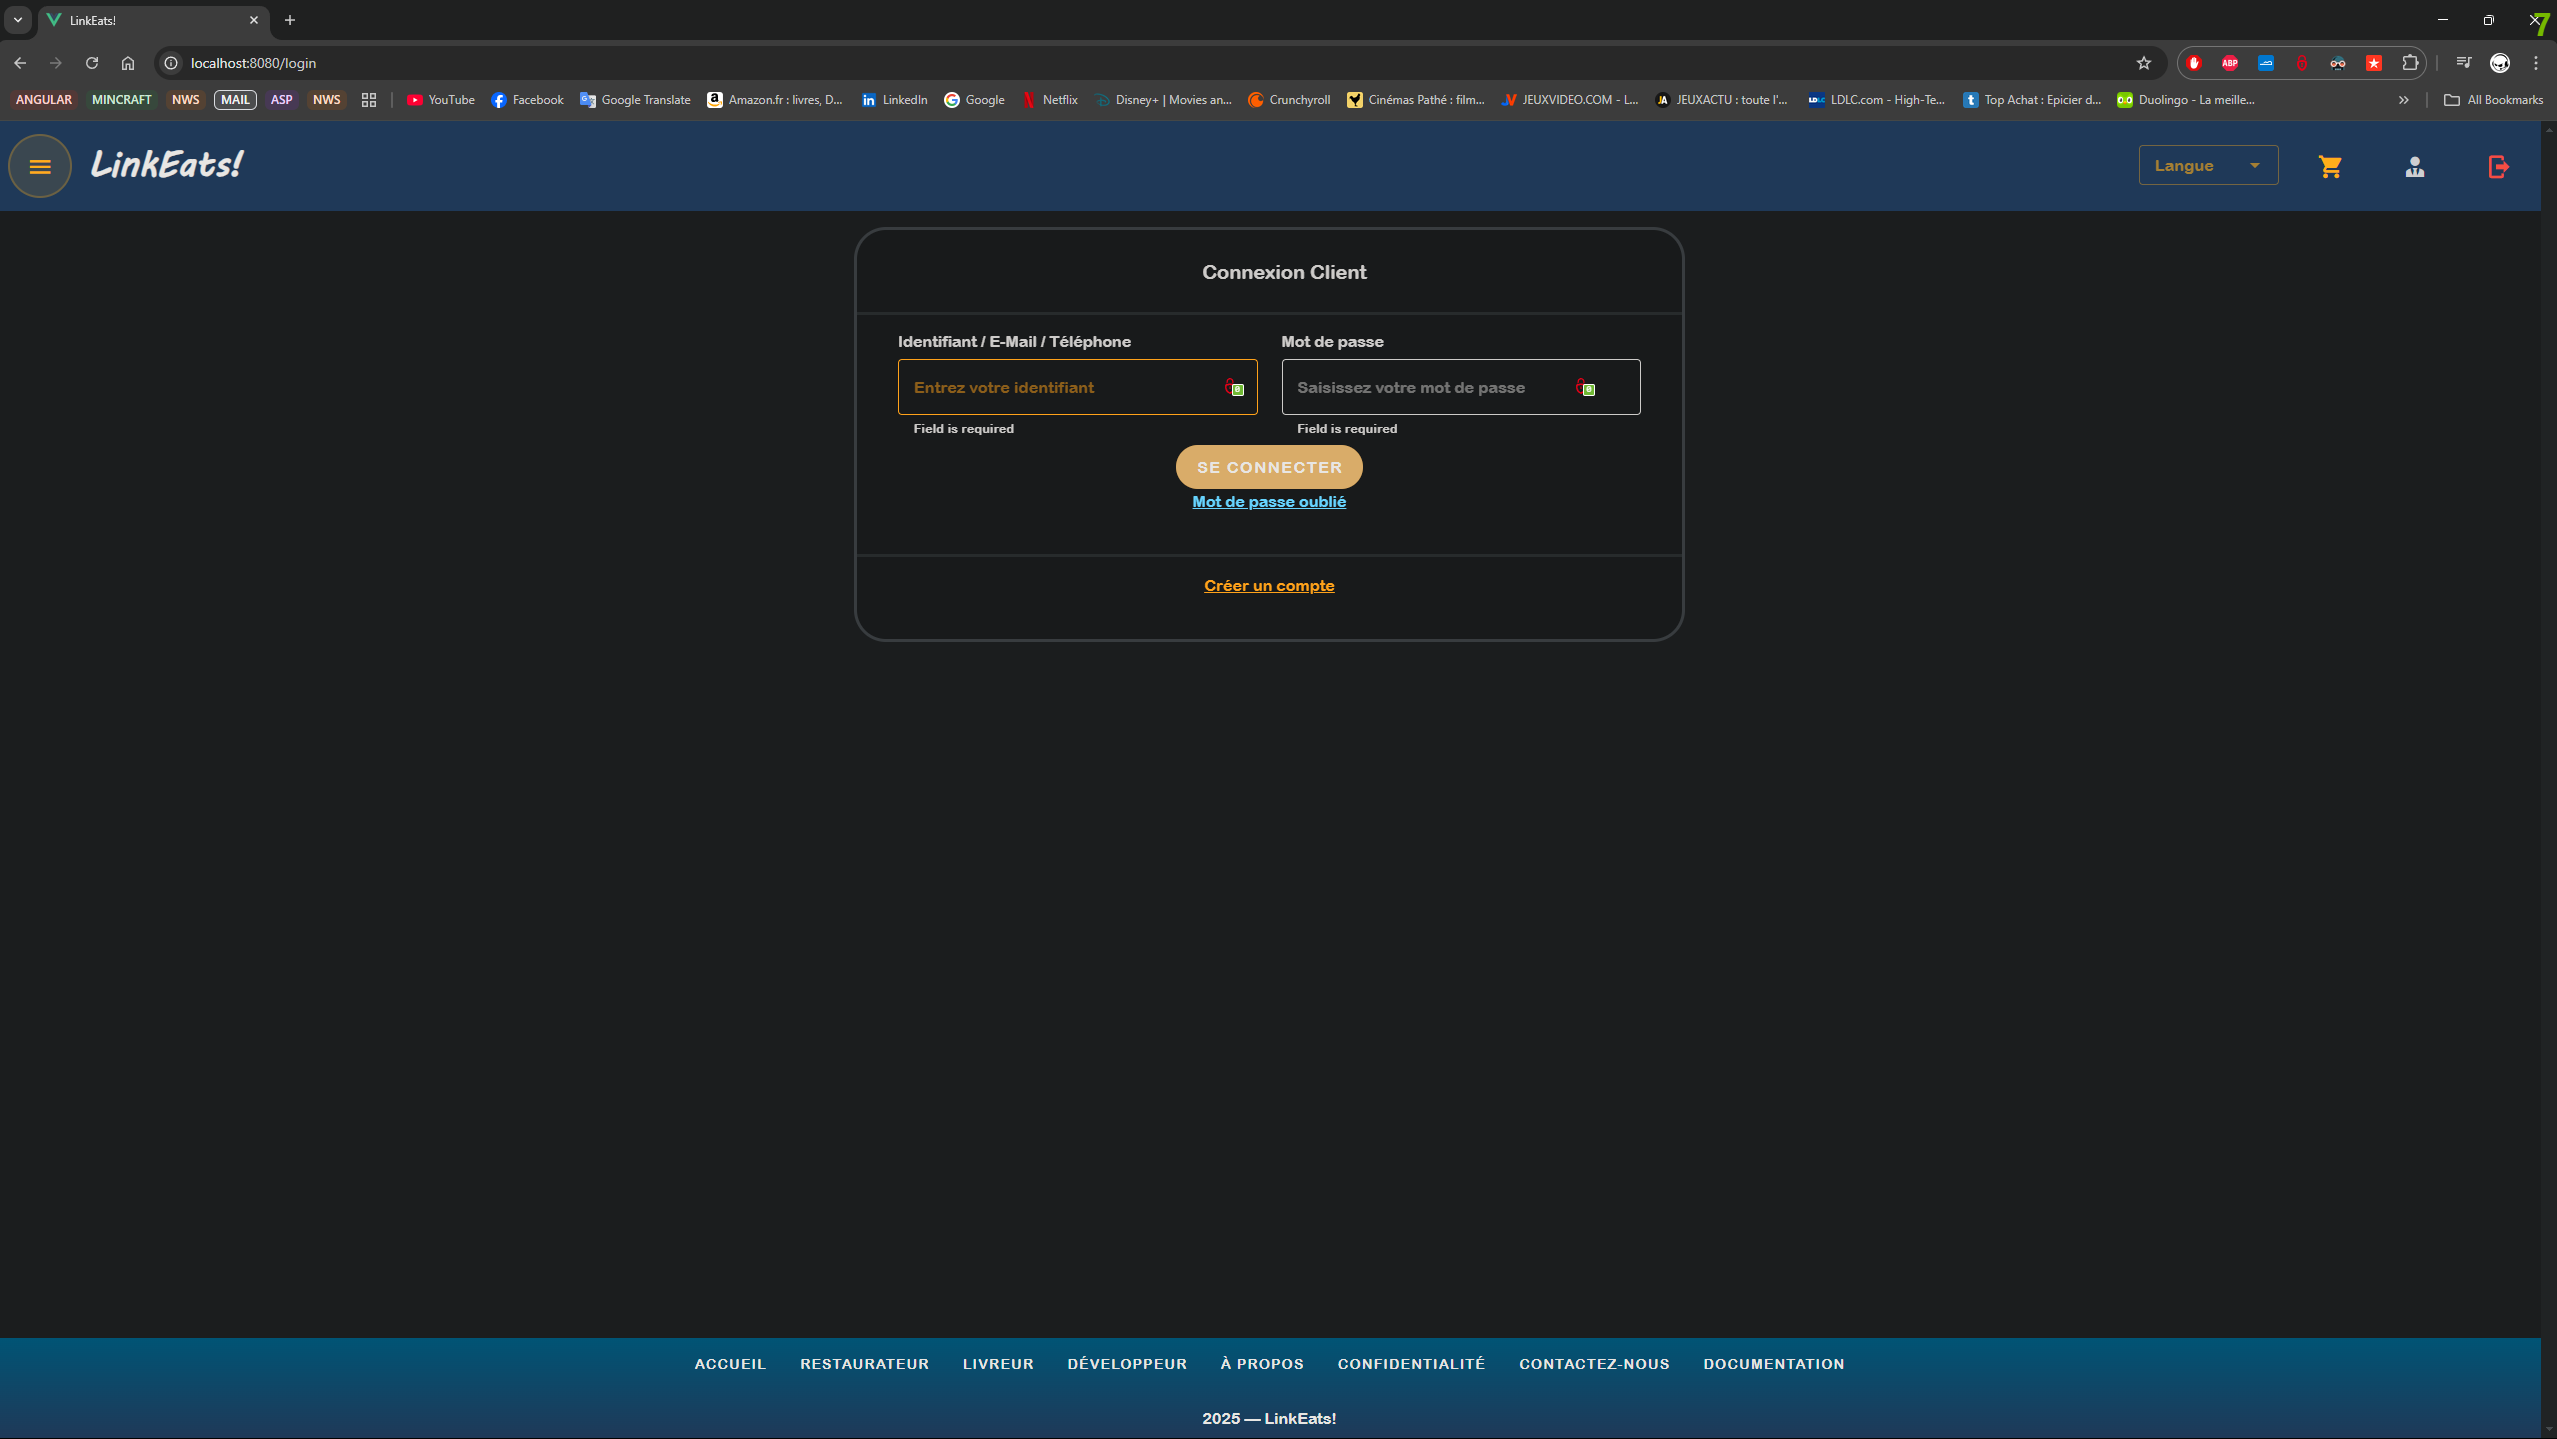 LinkEats!
7
localhost:8080/login
ABP
ANGULAR MINCRAFT NWS MAIL ASP NWS YouTube Facebook Google Translate Amazon.fr : livres, D... LinkedIn Google Netflix Disney+ | Movies an... Crunchyroll Cinémas Pathé : film... JEUXVIDEO.COM - L... JEUXACTU : toute l'... LDLC.com - High-Te... Top Achat : Epicier d... Duolingo - La meille... All Bookmarks
LinkEats!
Langue
Connexion Client
Identifiant / E-Mail / Téléphone Mot de passe
Entrez votre identifiant Saisissez votre mot de passe
Field is required Field is required
SE CONNECTER
Mot de passe oublié
Créer un compte
ACCUEIL RESTAURATEUR LIVREUR DÉVELOPPEUR À PROPOS CONFIDENTIALITÉ CONTACTEZ-NOUS DOCUMENTATION
2025 — LinkEats!